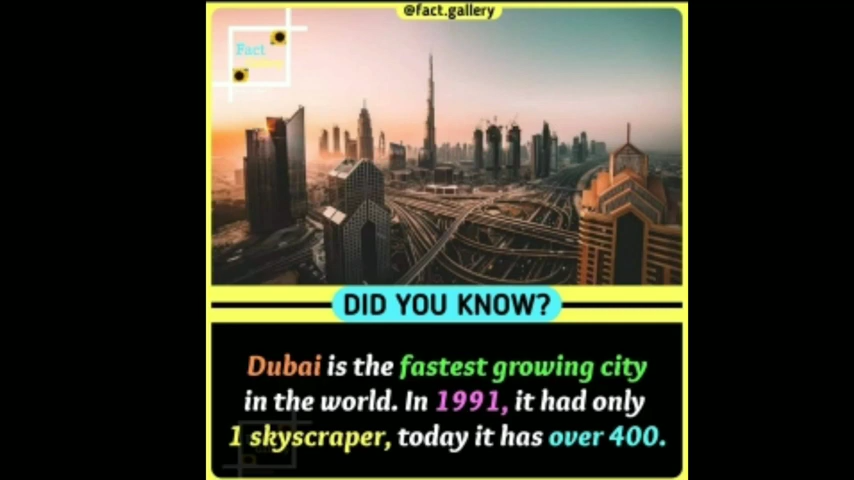 @fact.gallery
Fact
DID YOU KNOW?
Dubai is the fastest growing city
in the world. In 1991, it had only
1 skyscraper, today it has over 400.